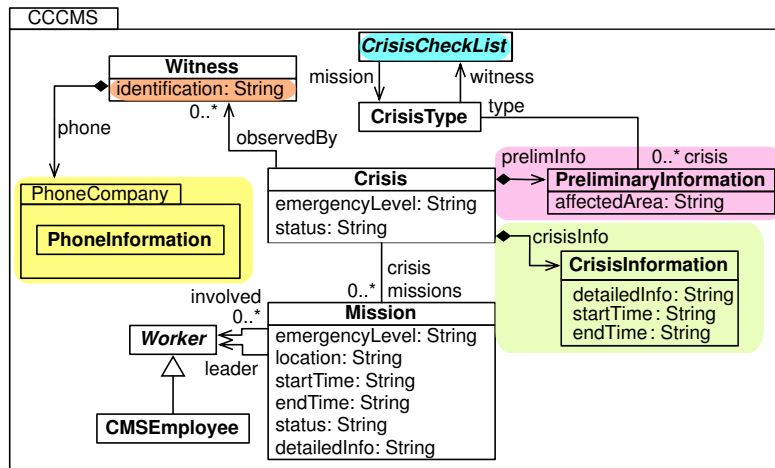 CCCMS
CrisisCheckList
Witness
identification: String
mission
witness
0..*
CrisisType
type
phone
observedBy
prelimInfo
0..* crisis
PhoneCompany
PhoneInformation
Crisis
emergencyLevel: String
status: String
PreliminaryInformation
affectedArea: String
crisisInfo
CrisisInformation
detailedInfo: String
startTime: String
endTime: String
crisis
0..* missions
involved
0..*
Worker
leader
CMSEmployee
Mission
emergencyLevel: String
location: String
startTime: String
endTime: String
status: String
detailedInfo: String